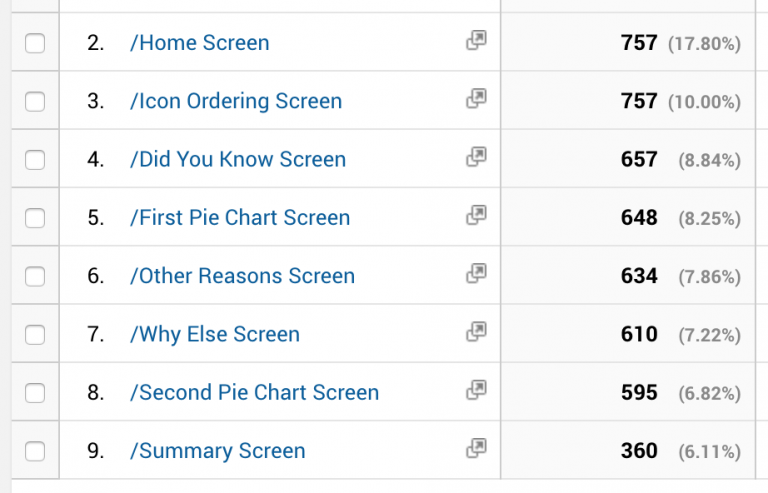 2. /Home Screen 757 (17.80%)
3. /Icon Ordering Screen 757 (10.00%)
4. /Did You Know Screen 657 (8.84%)
5. /First Pie Chart Screen 648 (8.25%)
6. /Other Reasons Screen 634 (7.86%)
7. /Why Else Screen 610 (7.22%)
8. /Second Pie Chart Screen 595 (6.82%)
9. /Summary Screen 360 (6.11%)